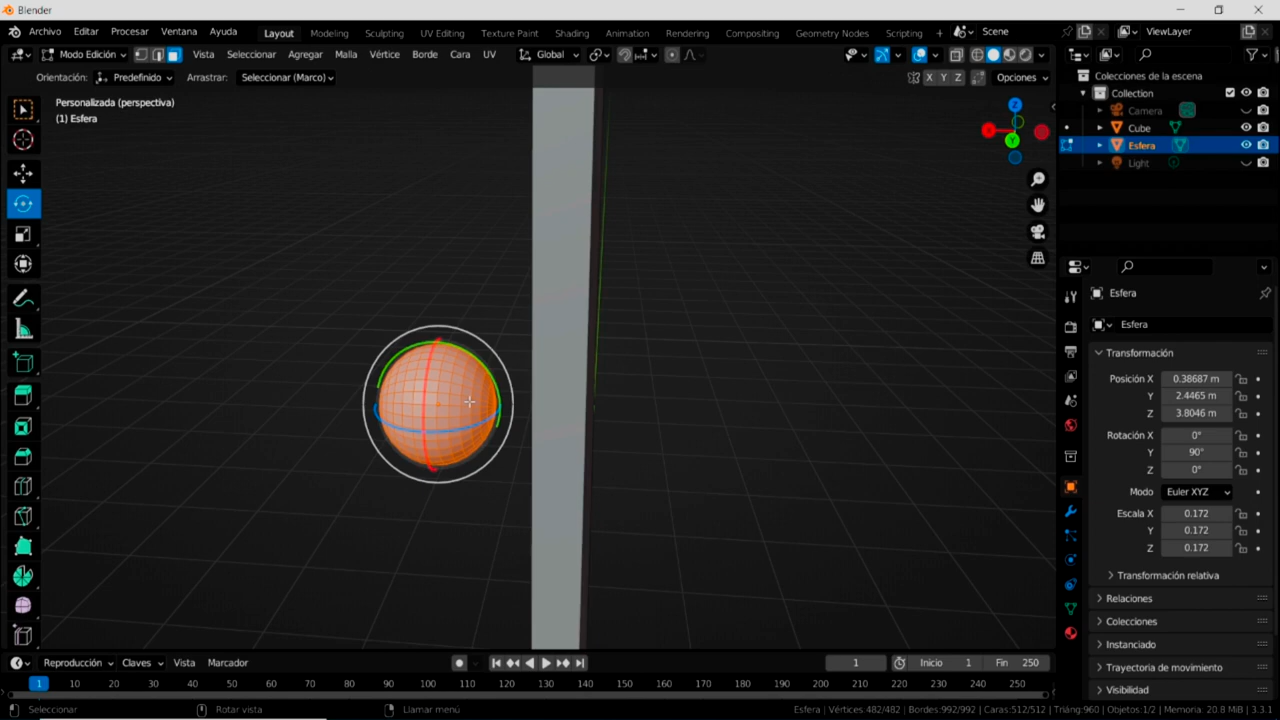 Blender
Archivo Editar Procesar Ventana Ayuda Layout Modeling Sculpting UV Editing Texture Paint Shading Animation Rendering Compositing Geometry Nodes Scripting + Scene ViewLayer
Modo Edición Vista Seleccionar Agregar Malla Vértice Borde Cara UV Global
Orientación: Predefinido Arrastrar: Seleccionar (Marco) X Y Z Opciones
Personalizada (perspectiva)
(1) Esfera
Z
Y
Colecciones de la escena
Collection
Camera
Cube
Esfera
Light
Esfera
Esfera
Transformación
Posición X 0.38687 m
Y 2.4465 m
Z 3.8046 m
Rotación X 0°
Y 90°
Z 0°
Modo Euler XYZ
Escala X 0.172
Y 0.172
Z 0.172
Transformación relativa
Relaciones
Colecciones
Instanciado
Trayectoria de movimiento
Visibilidad
Reproducción Claves Vista Marcador 1 Inicio 1 Fin 250
1 10 20 30 40 50 60 70 80 90 100 110 120 130 140 150 160 170 180 190 200 210 220 230 240 250
Seleccionar Rotar vista Llamar menú Esfera | Vértices:482/482 | Bordes:992/992 | Caras:512/512 | Triáng:960 | Objetos:1/2 | Memoria: 20.8 MiB | 3.3.1